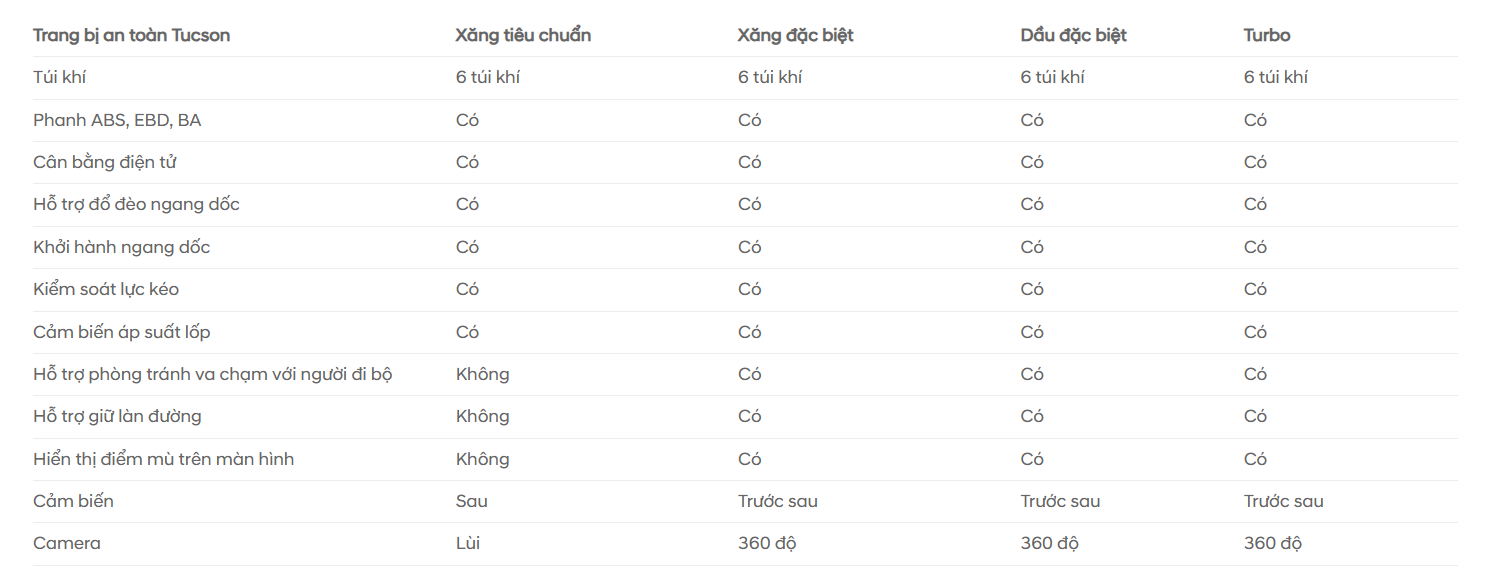 Trang bị an toàn Tucson Xăng tiêu chuẩn Xăng đặc biệt Dầu đặc biệt Turbo
Túi khí 6 túi khí 6 túi khí 6 túi khí 6 túi khí
Phanh ABS, EBD, BA Có Có Có Có
Cân bằng điện tử Có Có Có Có
Hỗ trợ đổ đèo ngang dốc Có Có Có Có
Khởi hành ngang dốc Có Có Có Có
Kiểm soát lực kéo Có Có Có Có
Cảm biến áp suất lốp Có Có Có Có
Hỗ trợ phòng tránh va chạm với người đi bộ Không Có Có Có
Hỗ trợ giữ làn đường Không Có Có Có
Hiển thị điểm mù trên màn hình Không Có Có Có
Cảm biến Sau Trước sau Trước sau Trước sau
Camera Lùi 360 độ 360 độ 360 độ